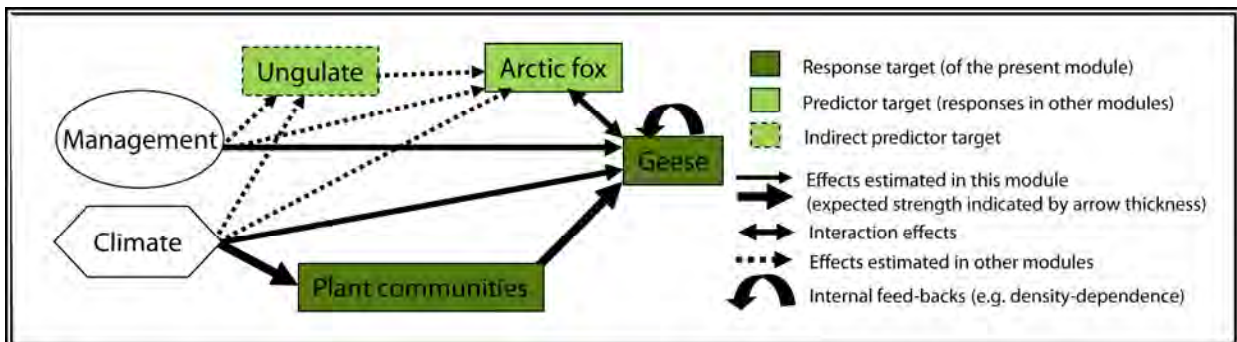 Ungulate
Arctic fox
Management
Geese
Climate
Plant communities
Response target (of the present module)
Predictor target (responses in other modules)
Indirect predictor target
Effects estimated in this module
(expected strength indicated by arrow thickness)
Interaction effects
Effects estimated in other modules
Internal feed-backs (e.g. density-dependence)